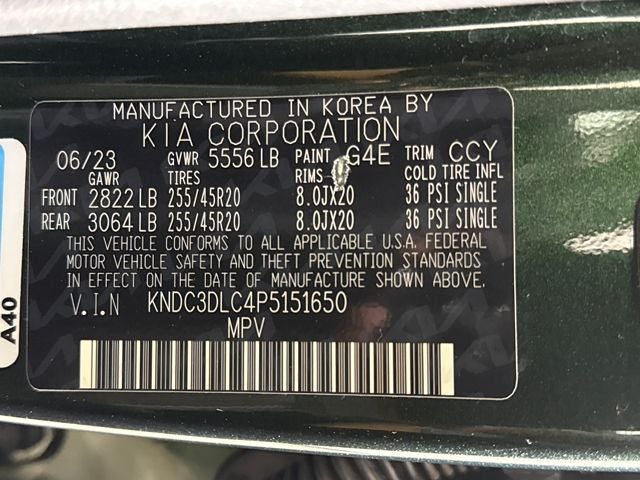 MANUFACTURED IN KOREA BY
KIA CORPORATION
06/23 GVWR 5556 LB PAINT G4E TRIM CCY
GAWR TIRES RIMS COLD TIRE INFL
FRONT 2822 LB 255/45R20 8.0JX20 36 PSI SINGLE
REAR 3064 LB 255/45R20 8.0JX20 36 PSI SINGLE
THIS VEHICLE CONFORMS TO ALL APPLICABLE U.S.A. FEDERAL
MOTOR VEHICLE SAFETY AND THEFT PREVENTION STANDARDS
IN EFFECT ON THE DATE OF MANUFACTURE SHOWN ABOVE.
V.I.N KNDC3DLC4P5151650
MPV
A40